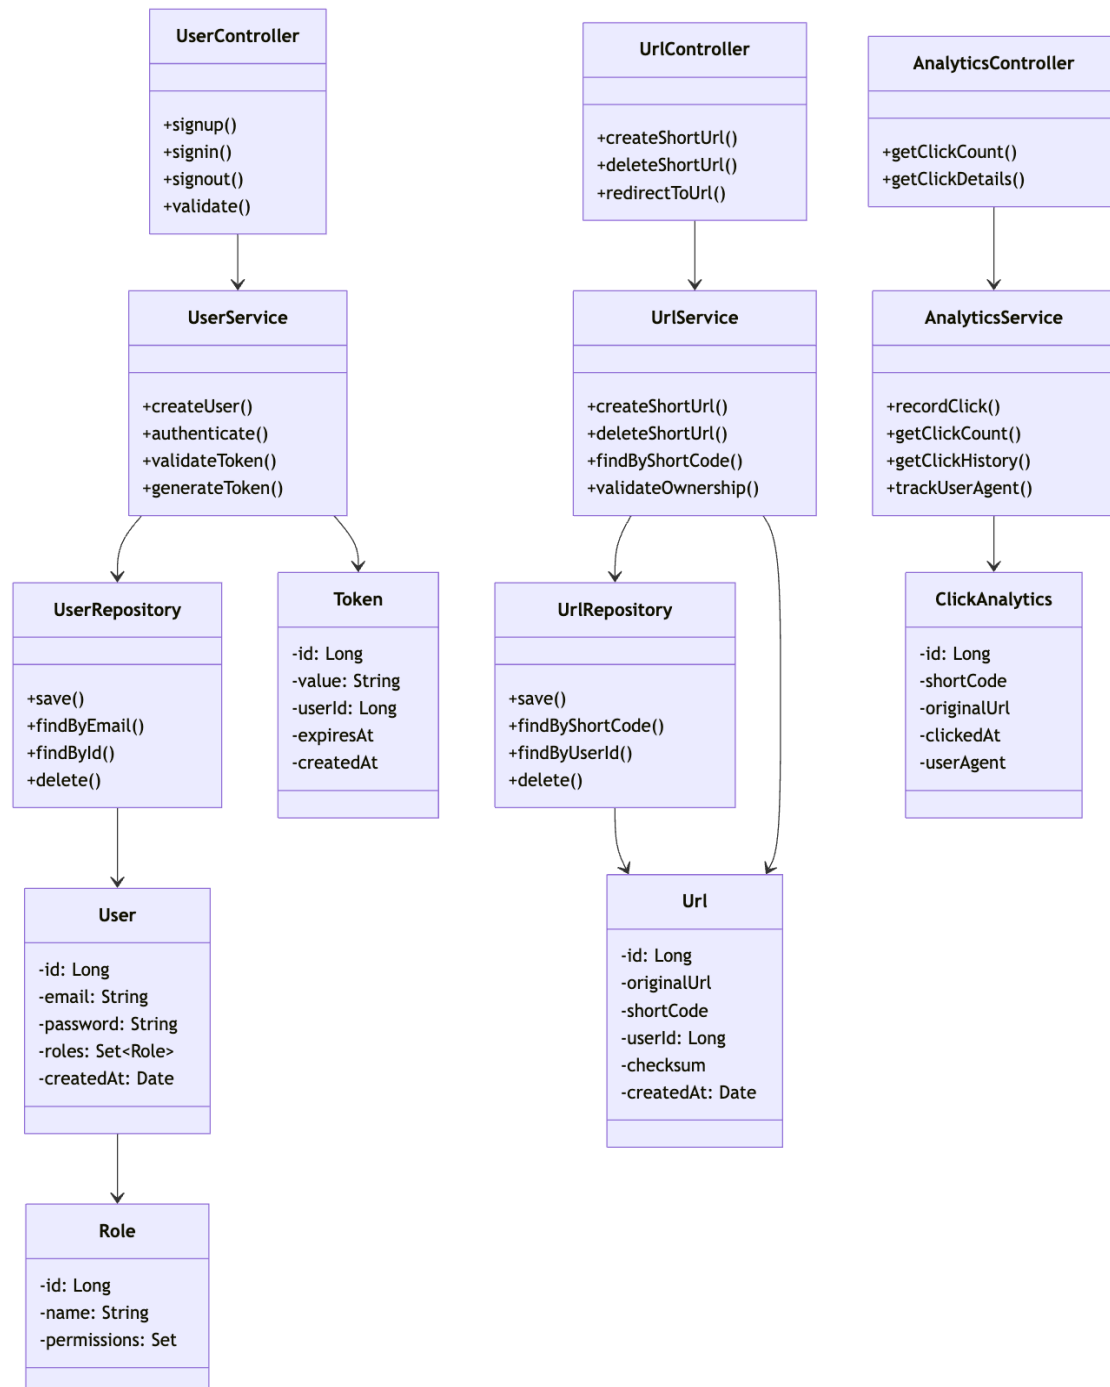 UserController
+signup()
+signin()
+signout()
+validate()
UrlController
+createShortUrl()
+deleteShortUrl()
+redirectToUrl()
AnalyticsController
+getClickCount()
+getClickDetails()
UserService
+createUser()
+authenticate()
+validateToken()
+generateToken()
UrlService
+createShortUrl()
+deleteShortUrl()
+findByShortCode()
+validateOwnership()
AnalyticsService
+recordClick()
+getClickCount()
+getClickHistory()
+trackUserAgent()
UserRepository
+save()
+findByEmail()
+findById()
+delete()
Token
-id: Long
-value: String
-userId: Long
-expiresAt
-createdAt
UrlRepository
+save()
+findByShortCode()
+findByUserId()
+delete()
ClickAnalytics
-id: Long
-shortCode
-originalUrl
-clickedAt
-userAgent
User
-id: Long
-email: String
-password: String
-roles: Set<Role>
-createdAt: Date
Url
-id: Long
-originalUrl
-shortCode
-userId: Long
-checksum
-createdAt: Date
Role
-id: Long
-name: String
-permissions: Set